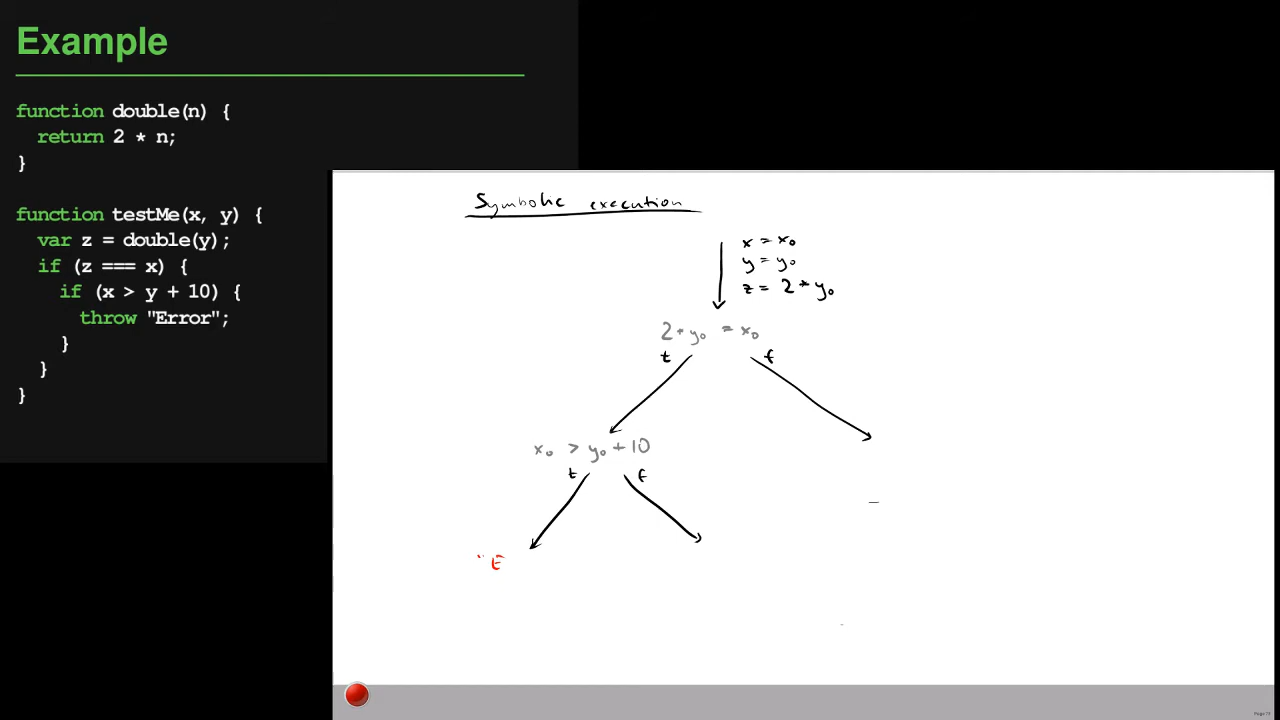 Example
function double(n) {
return 2 * n;
}
function testMe(x, y) {
var z = double(y);
if (z === x) {
if (x > y + 10) {
throw "Error";
}
}
}
Symbolic execution
x = x₀
y = y₀
z = 2 * y₀
2 * y₀ = x₀
t f
x₀ > y₀ + 10
t f
"E